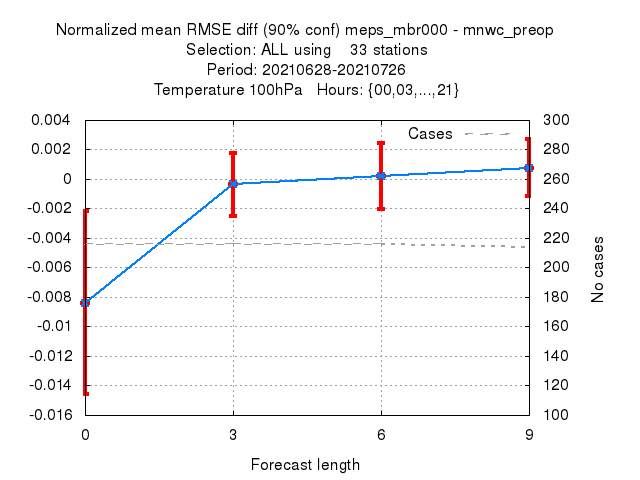 Normalized mean RMSE diff (90% conf) meps_mbr000 - mnwc_preop
Selection: ALL using    33 stations
Period: 20210628-20210726
Temperature 100hPa   Hours: {00,03,...,21}
Cases
0.004
0.002
0
-0.002
-0.004
-0.006
-0.008
-0.01
-0.012
-0.014
-0.016
300
280
260
240
220
200
180
160
140
120
100
No cases
0 3 6 9
Forecast length